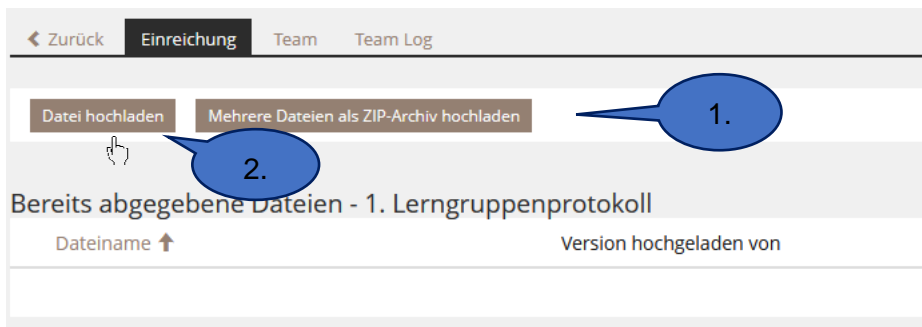 Zurück Einreichung Team Team Log
Datei hochladen Mehrere Dateien als ZIP-Archiv hochladen 1.
2.
Bereits abgegebene Dateien - 1. Lerngruppenprotokoll
Dateiname Version hochgeladen von